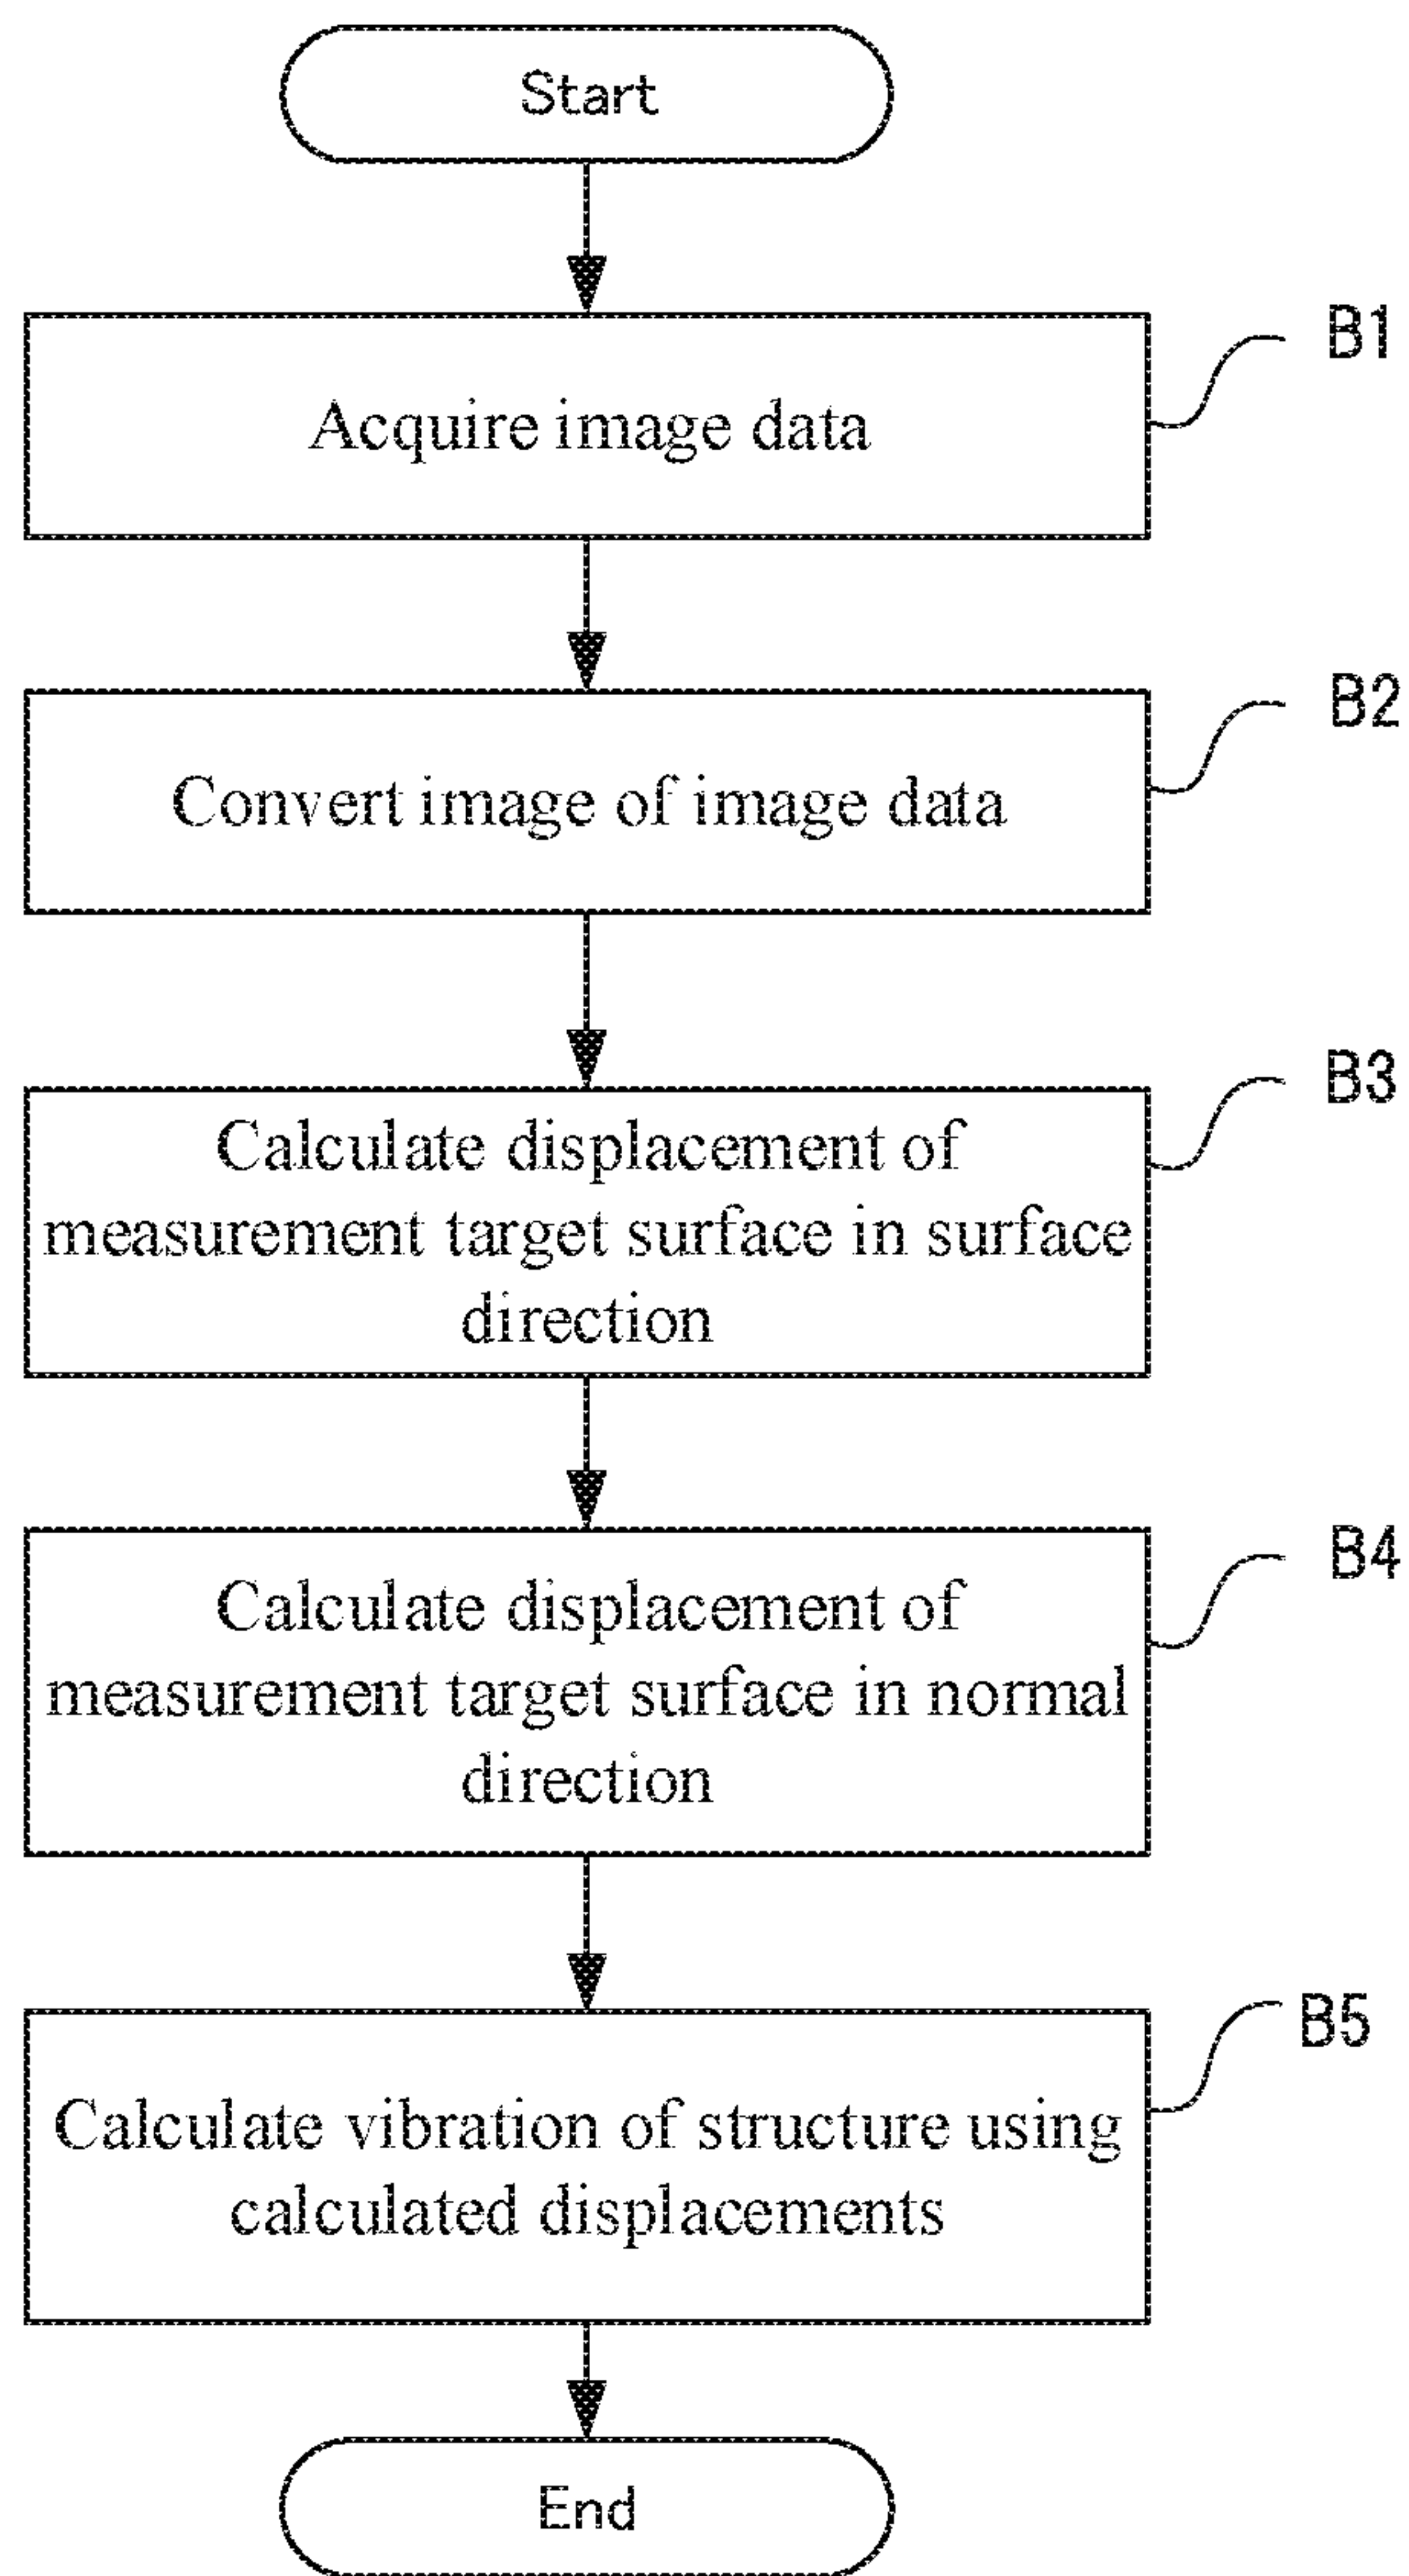 Start
B1
Acquire image data
B2
Convert image of image data
B3
Calculate displacement of
measurement target surface in surface
direction
B4
Calculate displacement of
measurement target surface in normal
direction
B5
Calculate vibration of structure using
calculated displacements
End